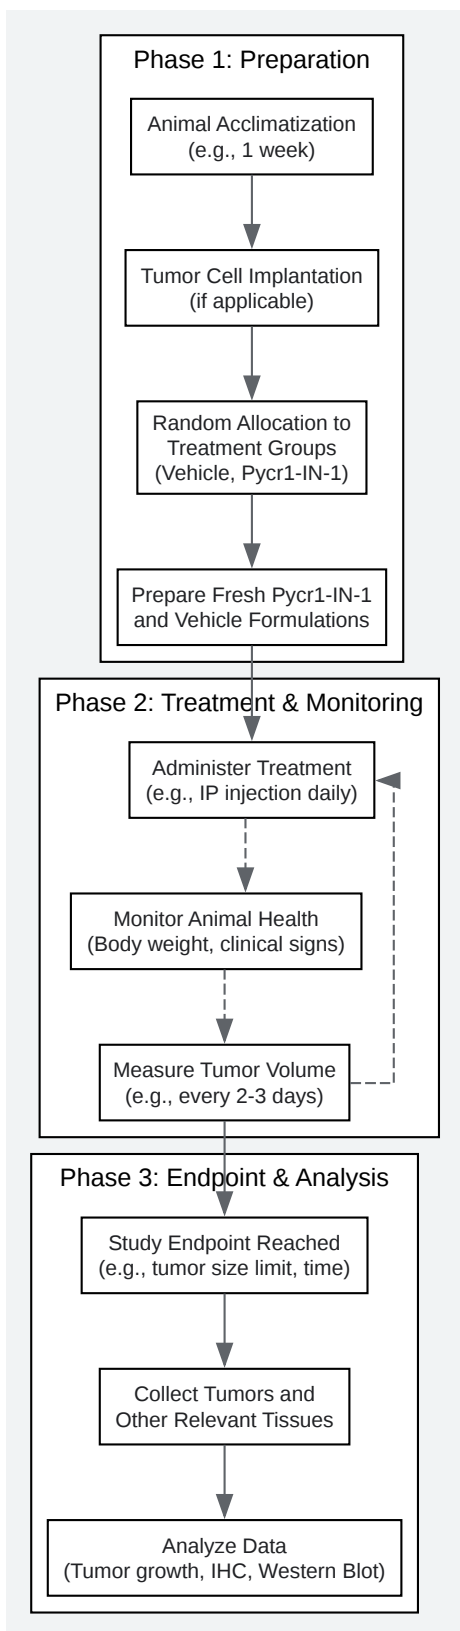 Phase 1: Preparation
Animal Acclimatization
(e.g., 1 week)
Tumor Cell Implantation
(if applicable)
Random Allocation to
Treatment Groups
(Vehicle, Pycr1-IN-1)
Prepare Fresh Pycr1-IN-1
and Vehicle Formulations
Phase 2: Treatment & Monitoring
Administer Treatment
(e.g., IP injection daily)
Monitor Animal Health
(Body weight, clinical signs)
Measure Tumor Volume
(e.g., every 2-3 days)
Phase 3: Endpoint & Analysis
Study Endpoint Reached
(e.g., tumor size limit, time)
Collect Tumors and
Other Relevant Tissues
Analyze Data
(Tumor growth, IHC, Western Blot)